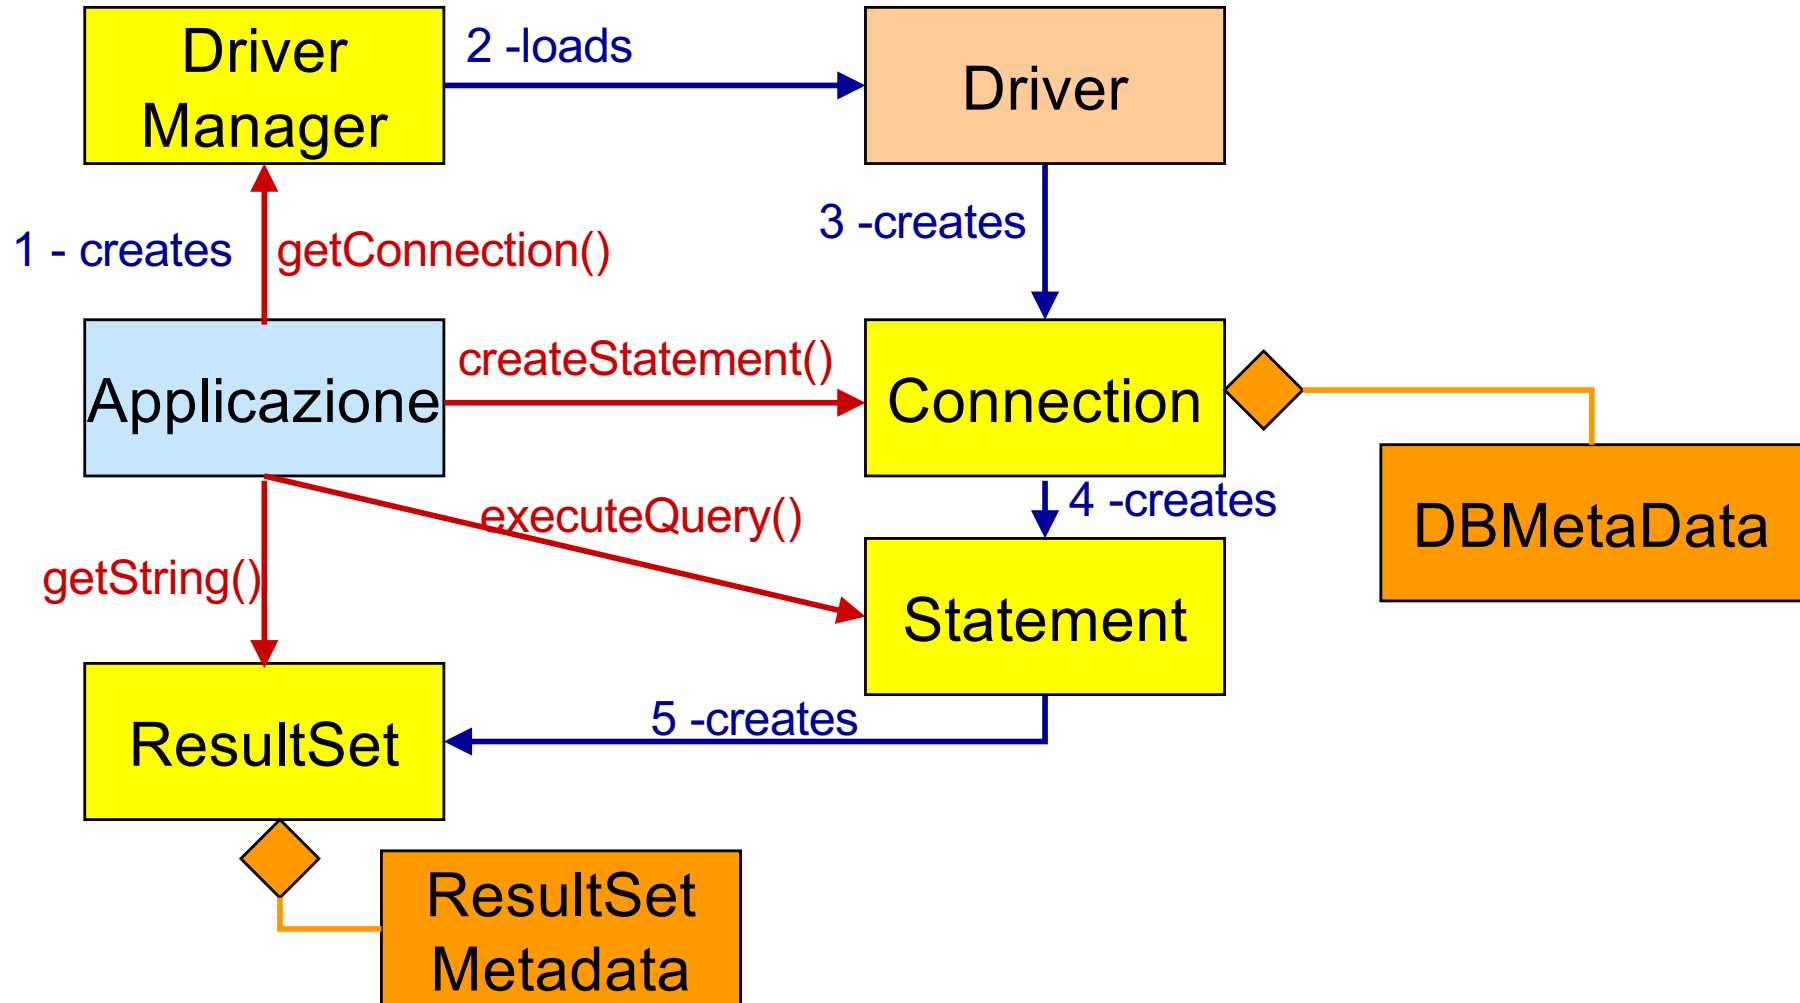 Driver
Manager
2 -loads
Driver
1 - creates
getConnection()
3 -creates
Applicazione
createStatement()
Connection
4 -creates
executeQuery()
DBMetaData
getString()
Statement
ResultSet
5 -creates
ResultSet
Metadata